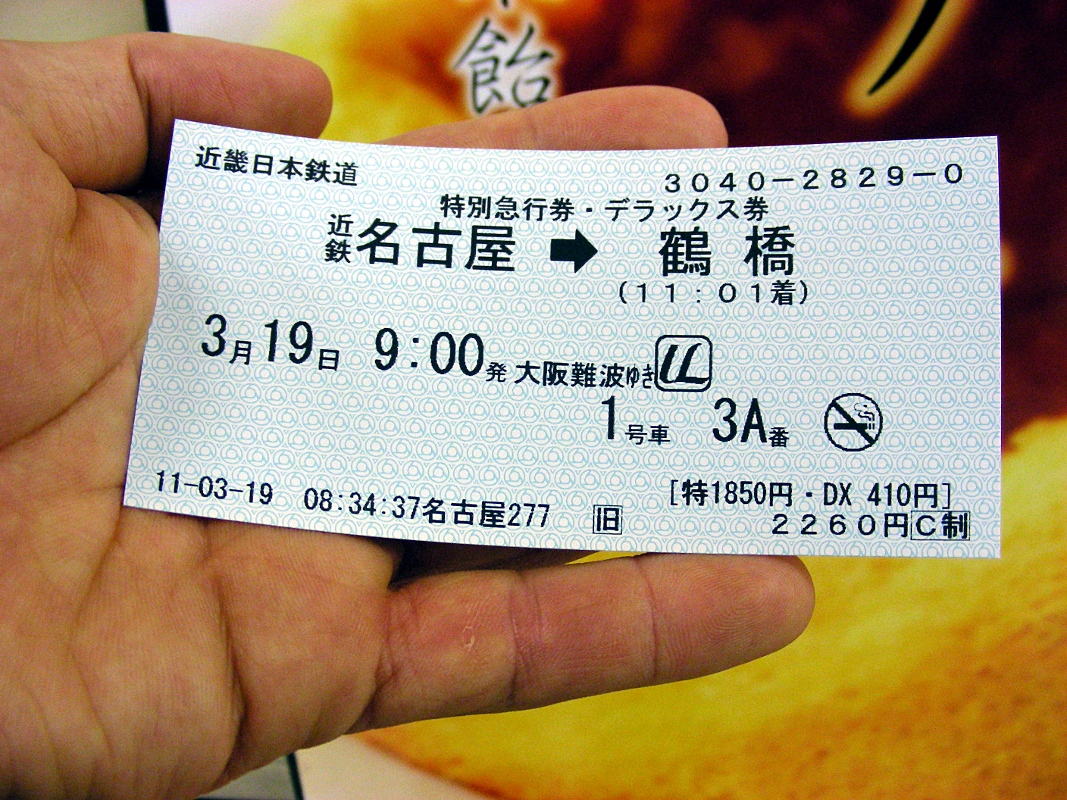 飴
近畿日本鉄道
3040-2829-0
特別急行券・デラックス券
近鉄名古屋 ➡ 鶴橋
(11:01着)
3月19日 9:00発 大阪難波ゆき UL
1号車 3A番
11-03-19 08:34:37名古屋277 旧
[特1850円・DX 410円]
2260円C制